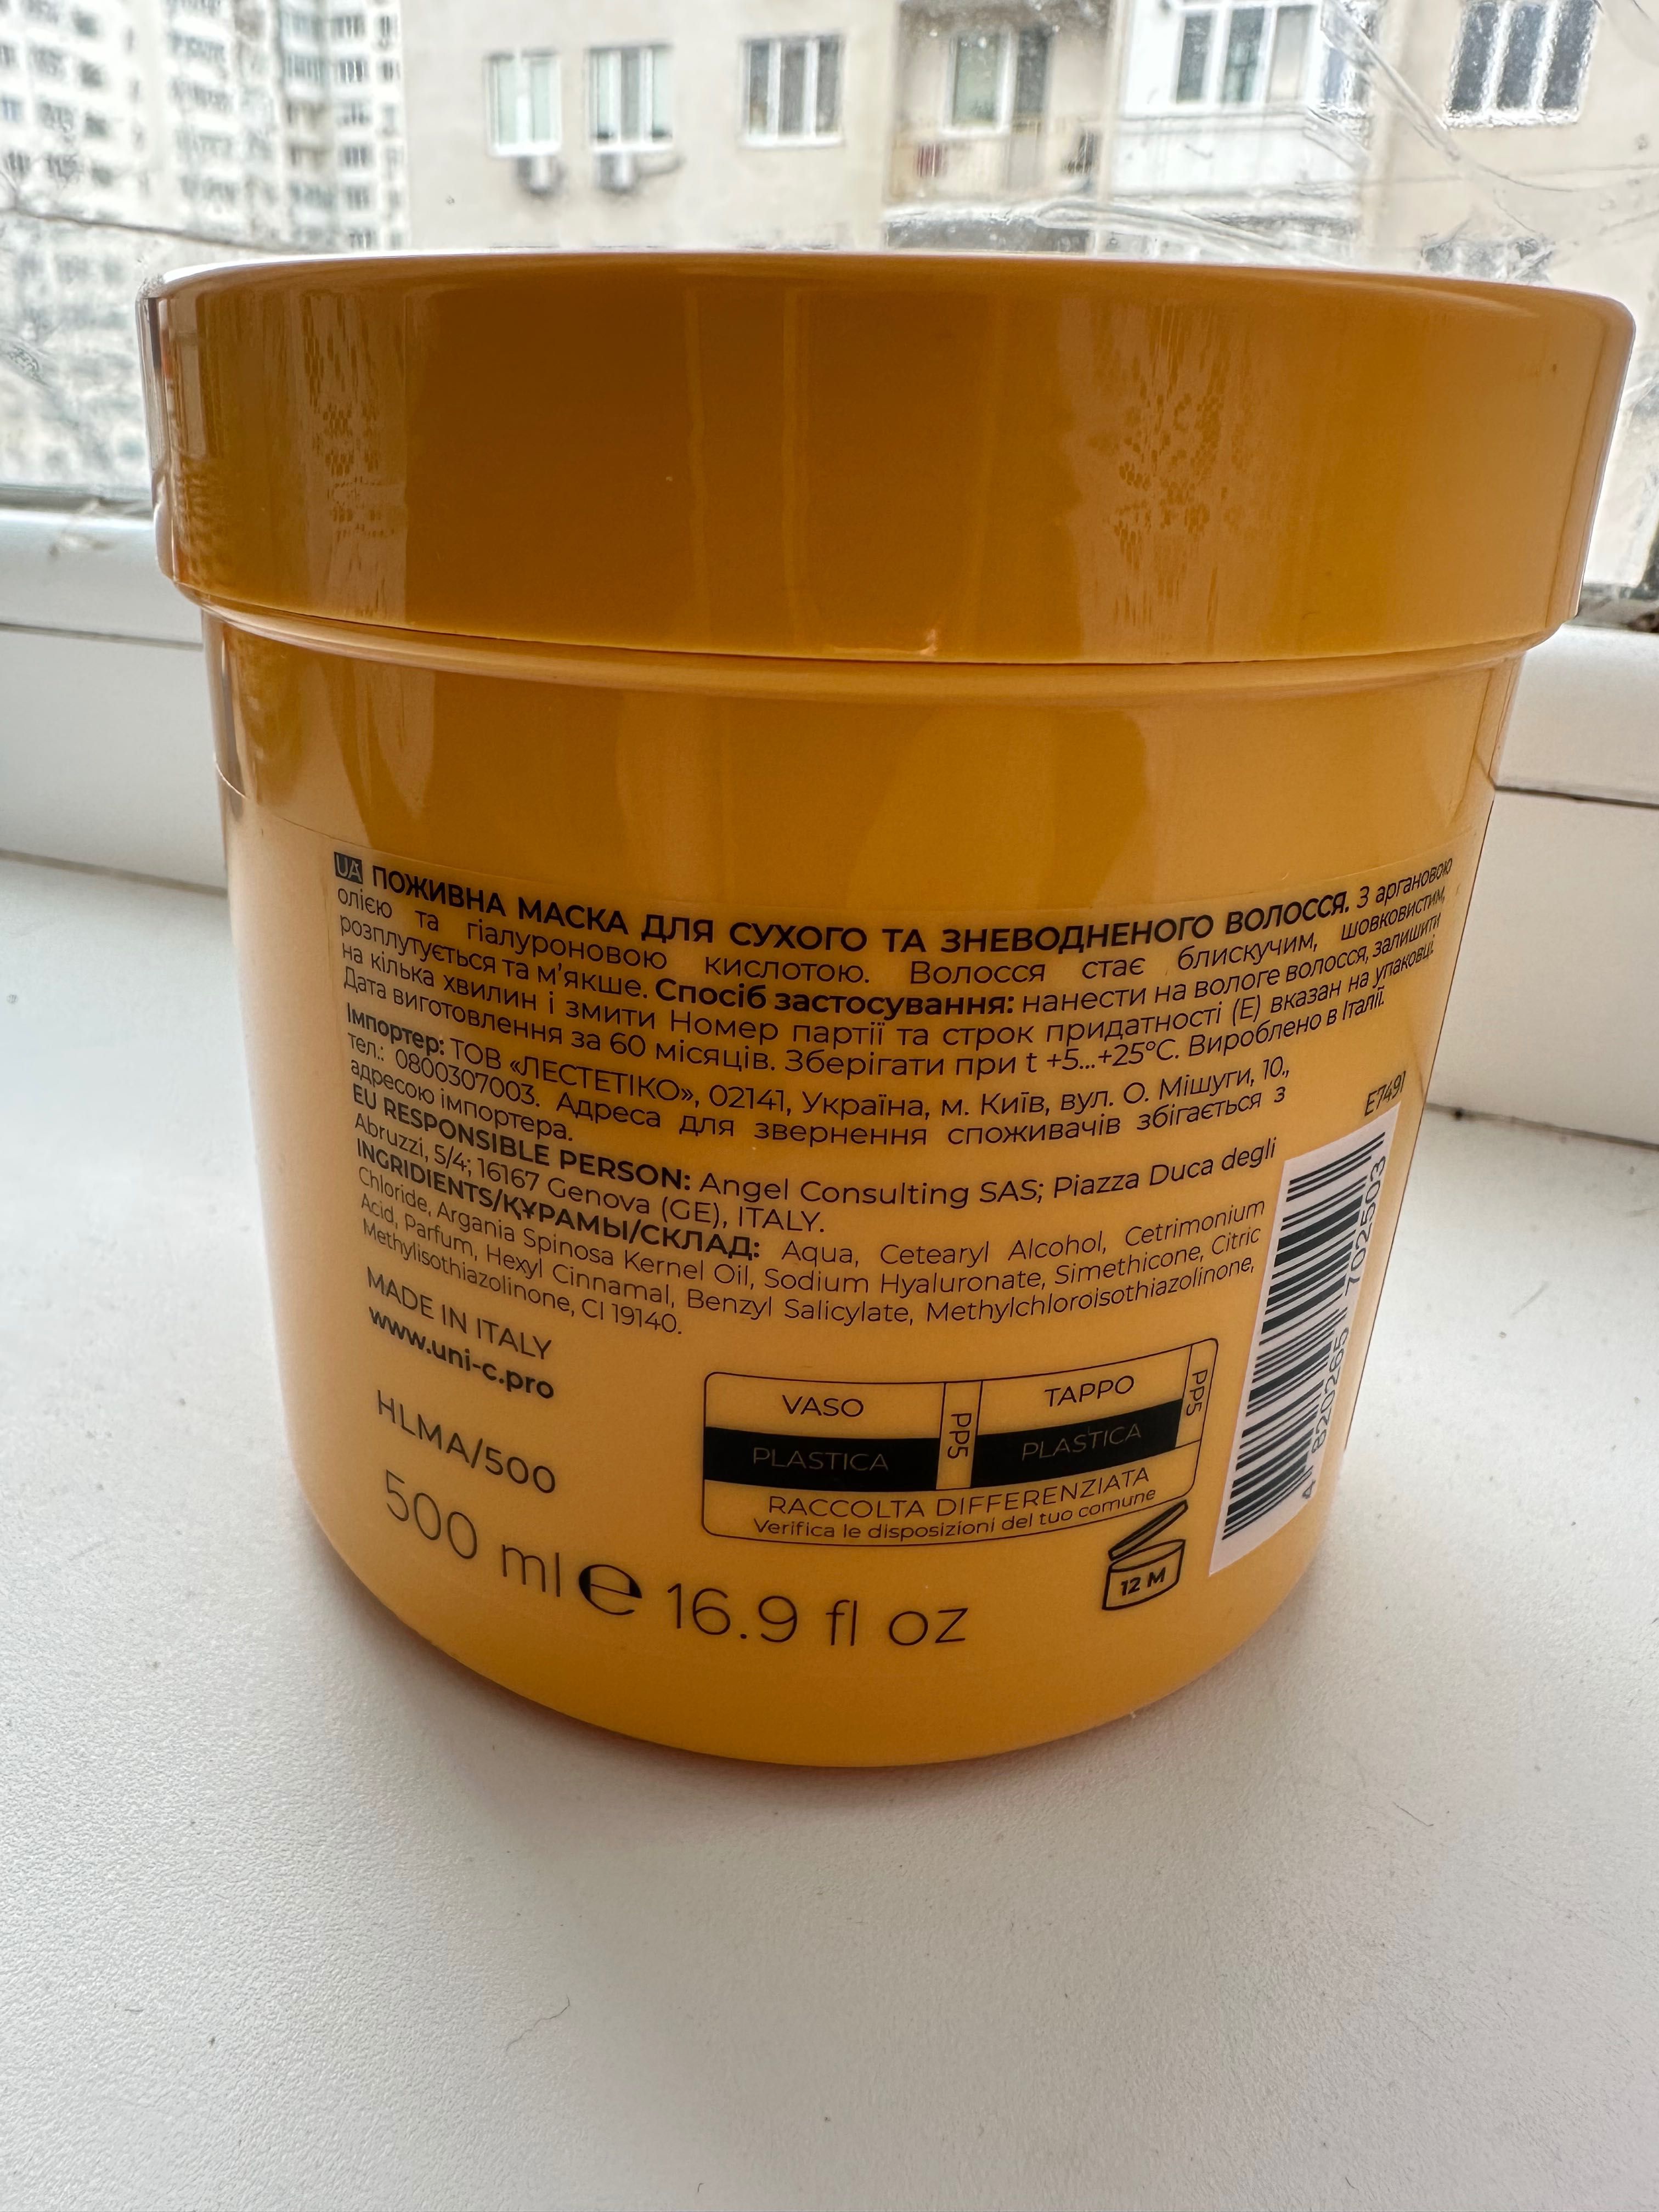 UA ПОЖИВНА МАСКА ДЛЯ СУХОГО ТА ЗНЕВОДНЕНОГО ВОЛОССЯ. З аргановою
олією та гіалуроновою кислотою. Волосся стає блискучим, шовковистим,
розплутується та м'якше. Спосіб застосування: нанести на вологе волосся, залишити
на кілька хвилин і змити Номер партії та строк придатності (Е) вказан на упаковці.
Дата виготовлення за 60 місяців. Зберігати при t +5...+25°C. Вироблено в Італії.
Імпортер: ТОВ «ЛЕСТЕТІКО», 02141, Україна, м. Київ, вул. О. Мішуги, 10.,
тел.: 0800307003. Адреса для звернення споживачів збігається з
адресою імпортера.
EU RESPONSIBLE PERSON: Angel Consulting SAS; Piazza Duca degli
Abruzzi, 5/4; 16167 Genova (GE), ITALY.
INGRIDIENTS/ҚҰРАМЫ/СКЛАД: Aqua, Cetearyl Alcohol, Cetrimonium
Chloride, Argania Spinosa Kernel Oil, Sodium Hyaluronate, Simethicone, Citric
Acid, Parfum, Hexyl Cinnamal, Benzyl Salicylate, Methylchloroisothiazolinone,
Methylisothiazolinone, CI 19140.
MADE IN ITALY
www.uni-c.pro
HLMA/500
500 ml e 16.9 fl oz
VASO
PLASTICA
PP5
TAPPO
PLASTICA
PP5
RACCOLTA DIFFERENZIATA
Verifica le disposizioni del tuo comune
12 M
E7491
4 820265 702503